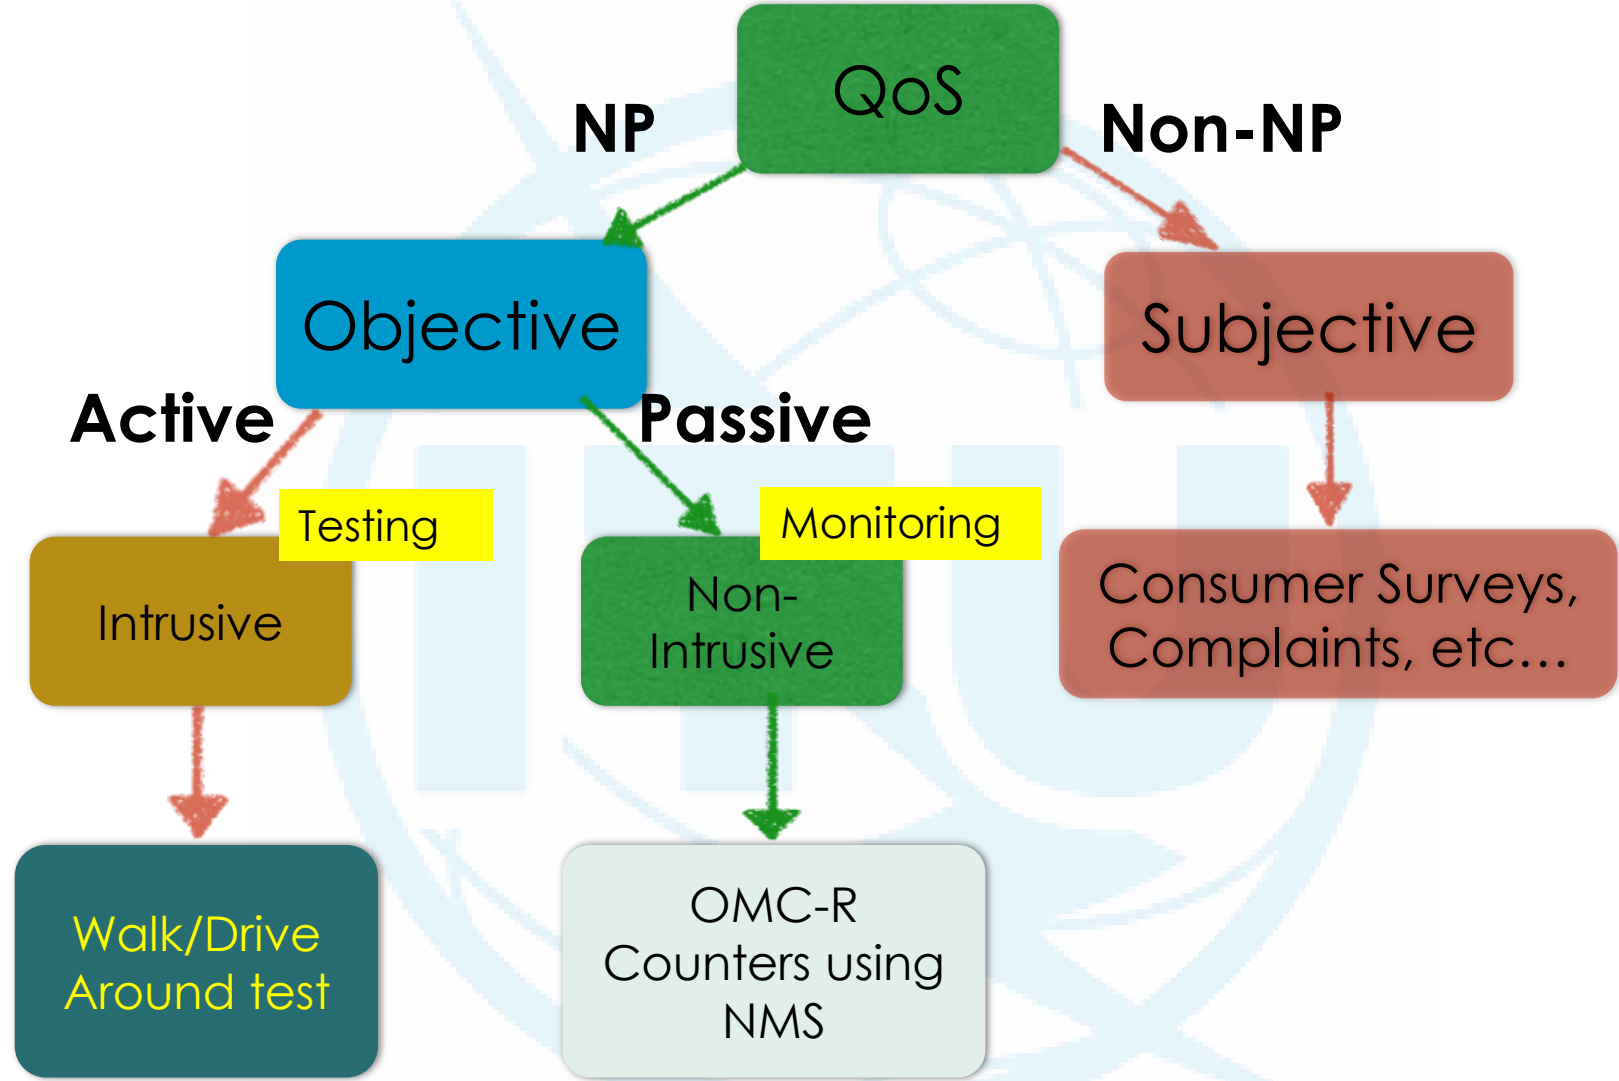 QoS
NP
Non-NP
Objective
Subjective
Active
Passive
Testing
Monitoring
Intrusive
Non-
Intrusive
Consumer Surveys,
Complaints, etc...
Walk/Drive
Around test
OMC-R
Counters using
NMS
ITU